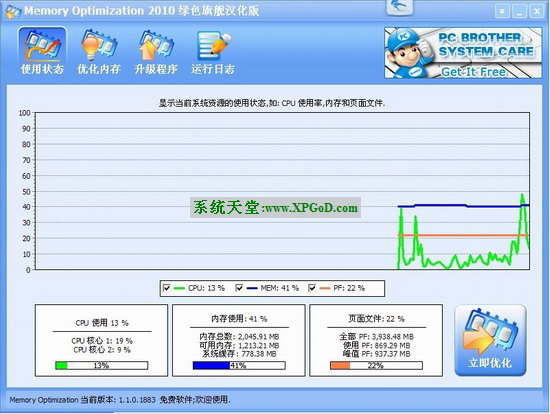 Memory Optimization 2010 绿色旗舰汉化版
使用状态 优化内存 升级程序 运行日志
PC BROTHER
SYSTEM CARE
Get It Free
显示当前系统资源的使用状态,如: CPU 使用率,内存和页面文件.
100
90
80
70
60
50
40
30
20
10
0
系统天堂:www.XPGoD.com
CPU: 13 % MEM: 41 % PF: 22 %
CPU 使用 13 %
CPU 核心 1: 19 %
CPU 核心 2: 9 %
13%
内存使用: 41 %
内存总数: 2,045.91 MB
可用内存: 1,213.21 MB
系统缓存: 778.38 MB
41%
页面文件: 22 %
全部 PF: 3,938.48 MB
使用 PF: 869.29 MB
峰值 PF: 937.37 MB
22%
立即优化
Memory Optimization 当前版本: 1.1.0.1883 免费软件;欢迎使用.